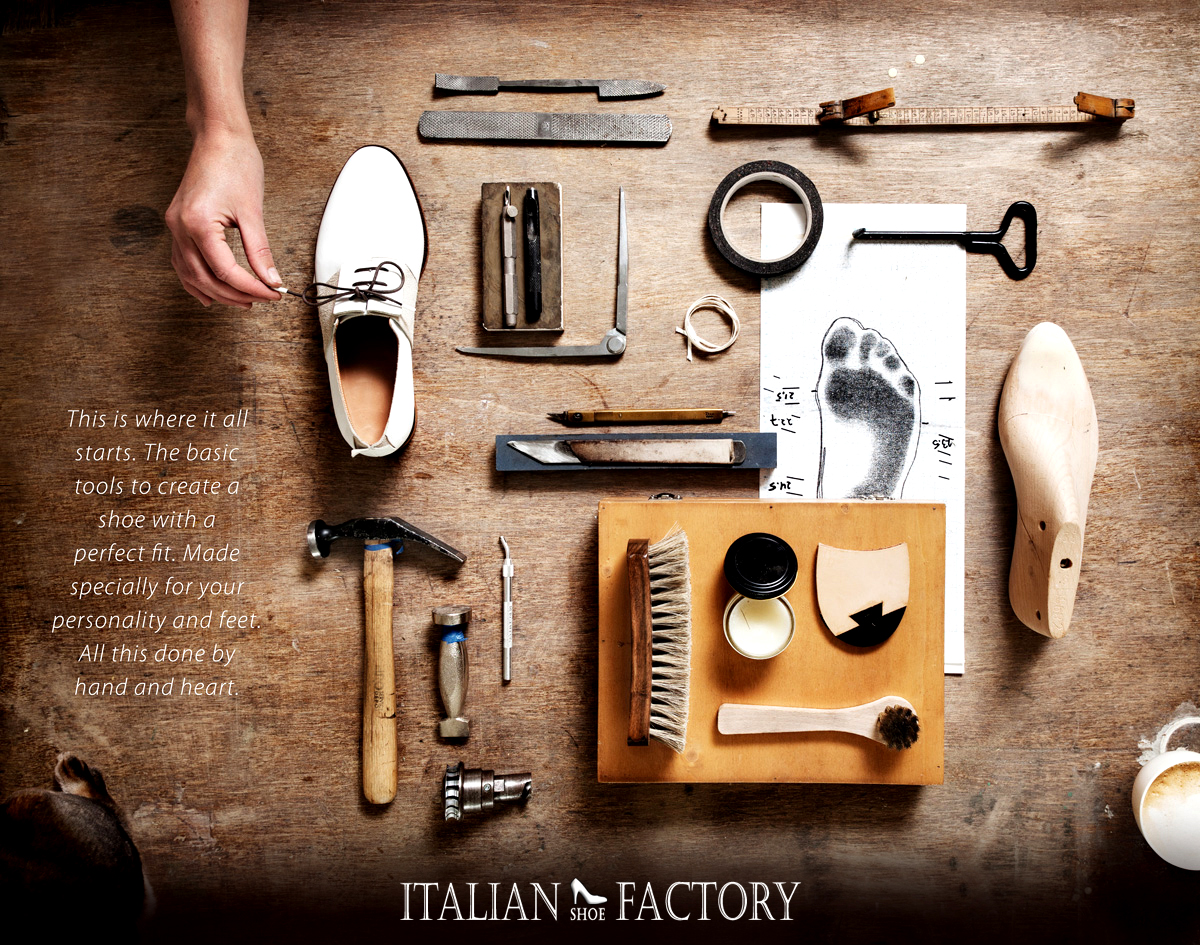 This is where it all
starts. The basic
tools to create a
shoe with a
perfect fit. Made
specially for your
personality and feet.
All this done by
hand and heart.
ITALIAN SHOE FACTORY